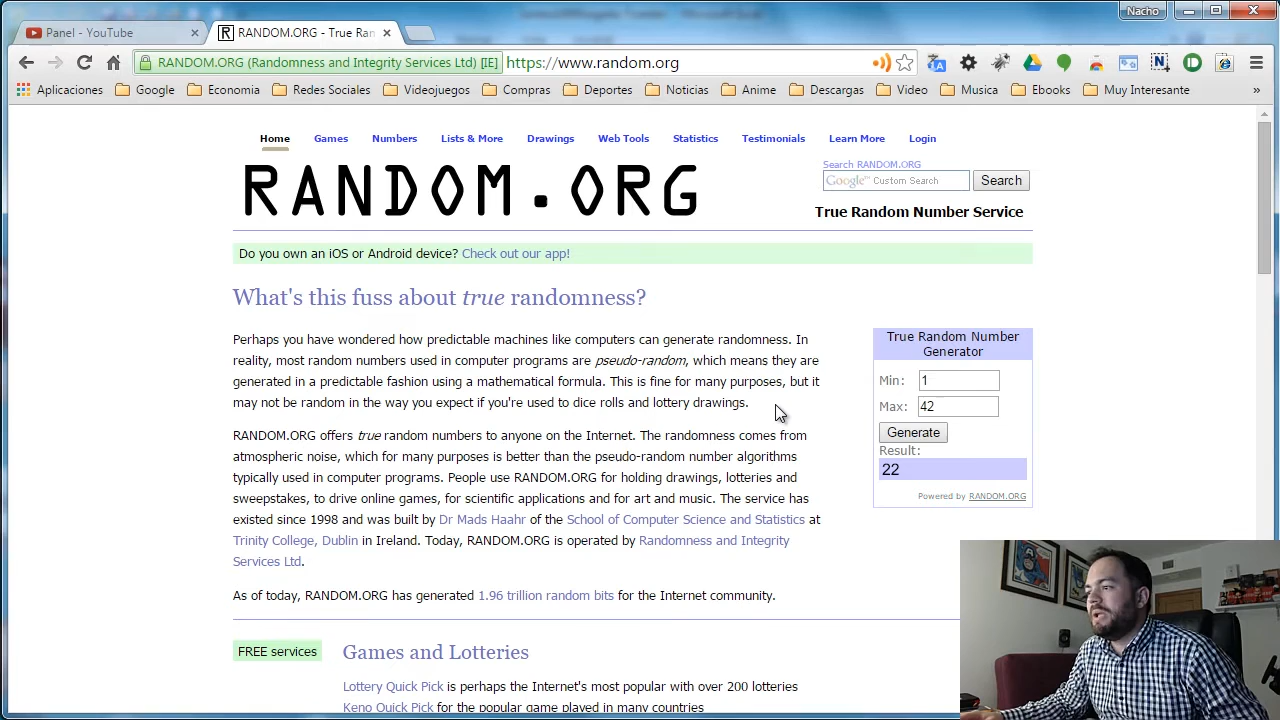 Nacho
Panel - YouTube
RANDOM.ORG - True Ran
RANDOM.ORG (Randomness and Integrity Services Ltd) [IE]
https://www.random.org
Aplicaciones
Google
Economia
Redes Sociales
Videojuegos
Compras
Deportes
Noticias
Anime
Descargas
Video
Musica
Ebooks
Muy Interesante
»
Home
Games
Numbers
Lists & More
Drawings
Web Tools
Statistics
Testimonials
Learn More
Login
RANDOM.ORG
Search RANDOM.ORG
Google™ Custom Search
Search
True Random Number Service
Do you own an iOS or Android device? Check out our app!
What's this fuss about true randomness?
Perhaps you have wondered how predictable machines like computers can generate randomness. In
reality, most random numbers used in computer programs are pseudo-random, which means they are
generated in a predictable fashion using a mathematical formula. This is fine for many purposes, but it
may not be random in the way you expect if you're used to dice rolls and lottery drawings.
RANDOM.ORG offers true random numbers to anyone on the Internet. The randomness comes from
atmospheric noise, which for many purposes is better than the pseudo-random number algorithms
typically used in computer programs. People use RANDOM.ORG for holding drawings, lotteries and
sweepstakes, to drive online games, for scientific applications and for art and music. The service has
existed since 1998 and was built by Dr Mads Haahr of the School of Computer Science and Statistics at
Trinity College, Dublin in Ireland. Today, RANDOM.ORG is operated by Randomness and Integrity
Services Ltd.
As of today, RANDOM.ORG has generated 1.96 trillion random bits for the Internet community.
True Random Number
Generator
Min: 1
Max: 42
Generate
Result:
22
Powered by RANDOM.ORG
FREE services
Games and Lotteries
Lottery Quick Pick is perhaps the Internet's most popular with over 200 lotteries
Keno Quick Pick for the popular game played in many countries